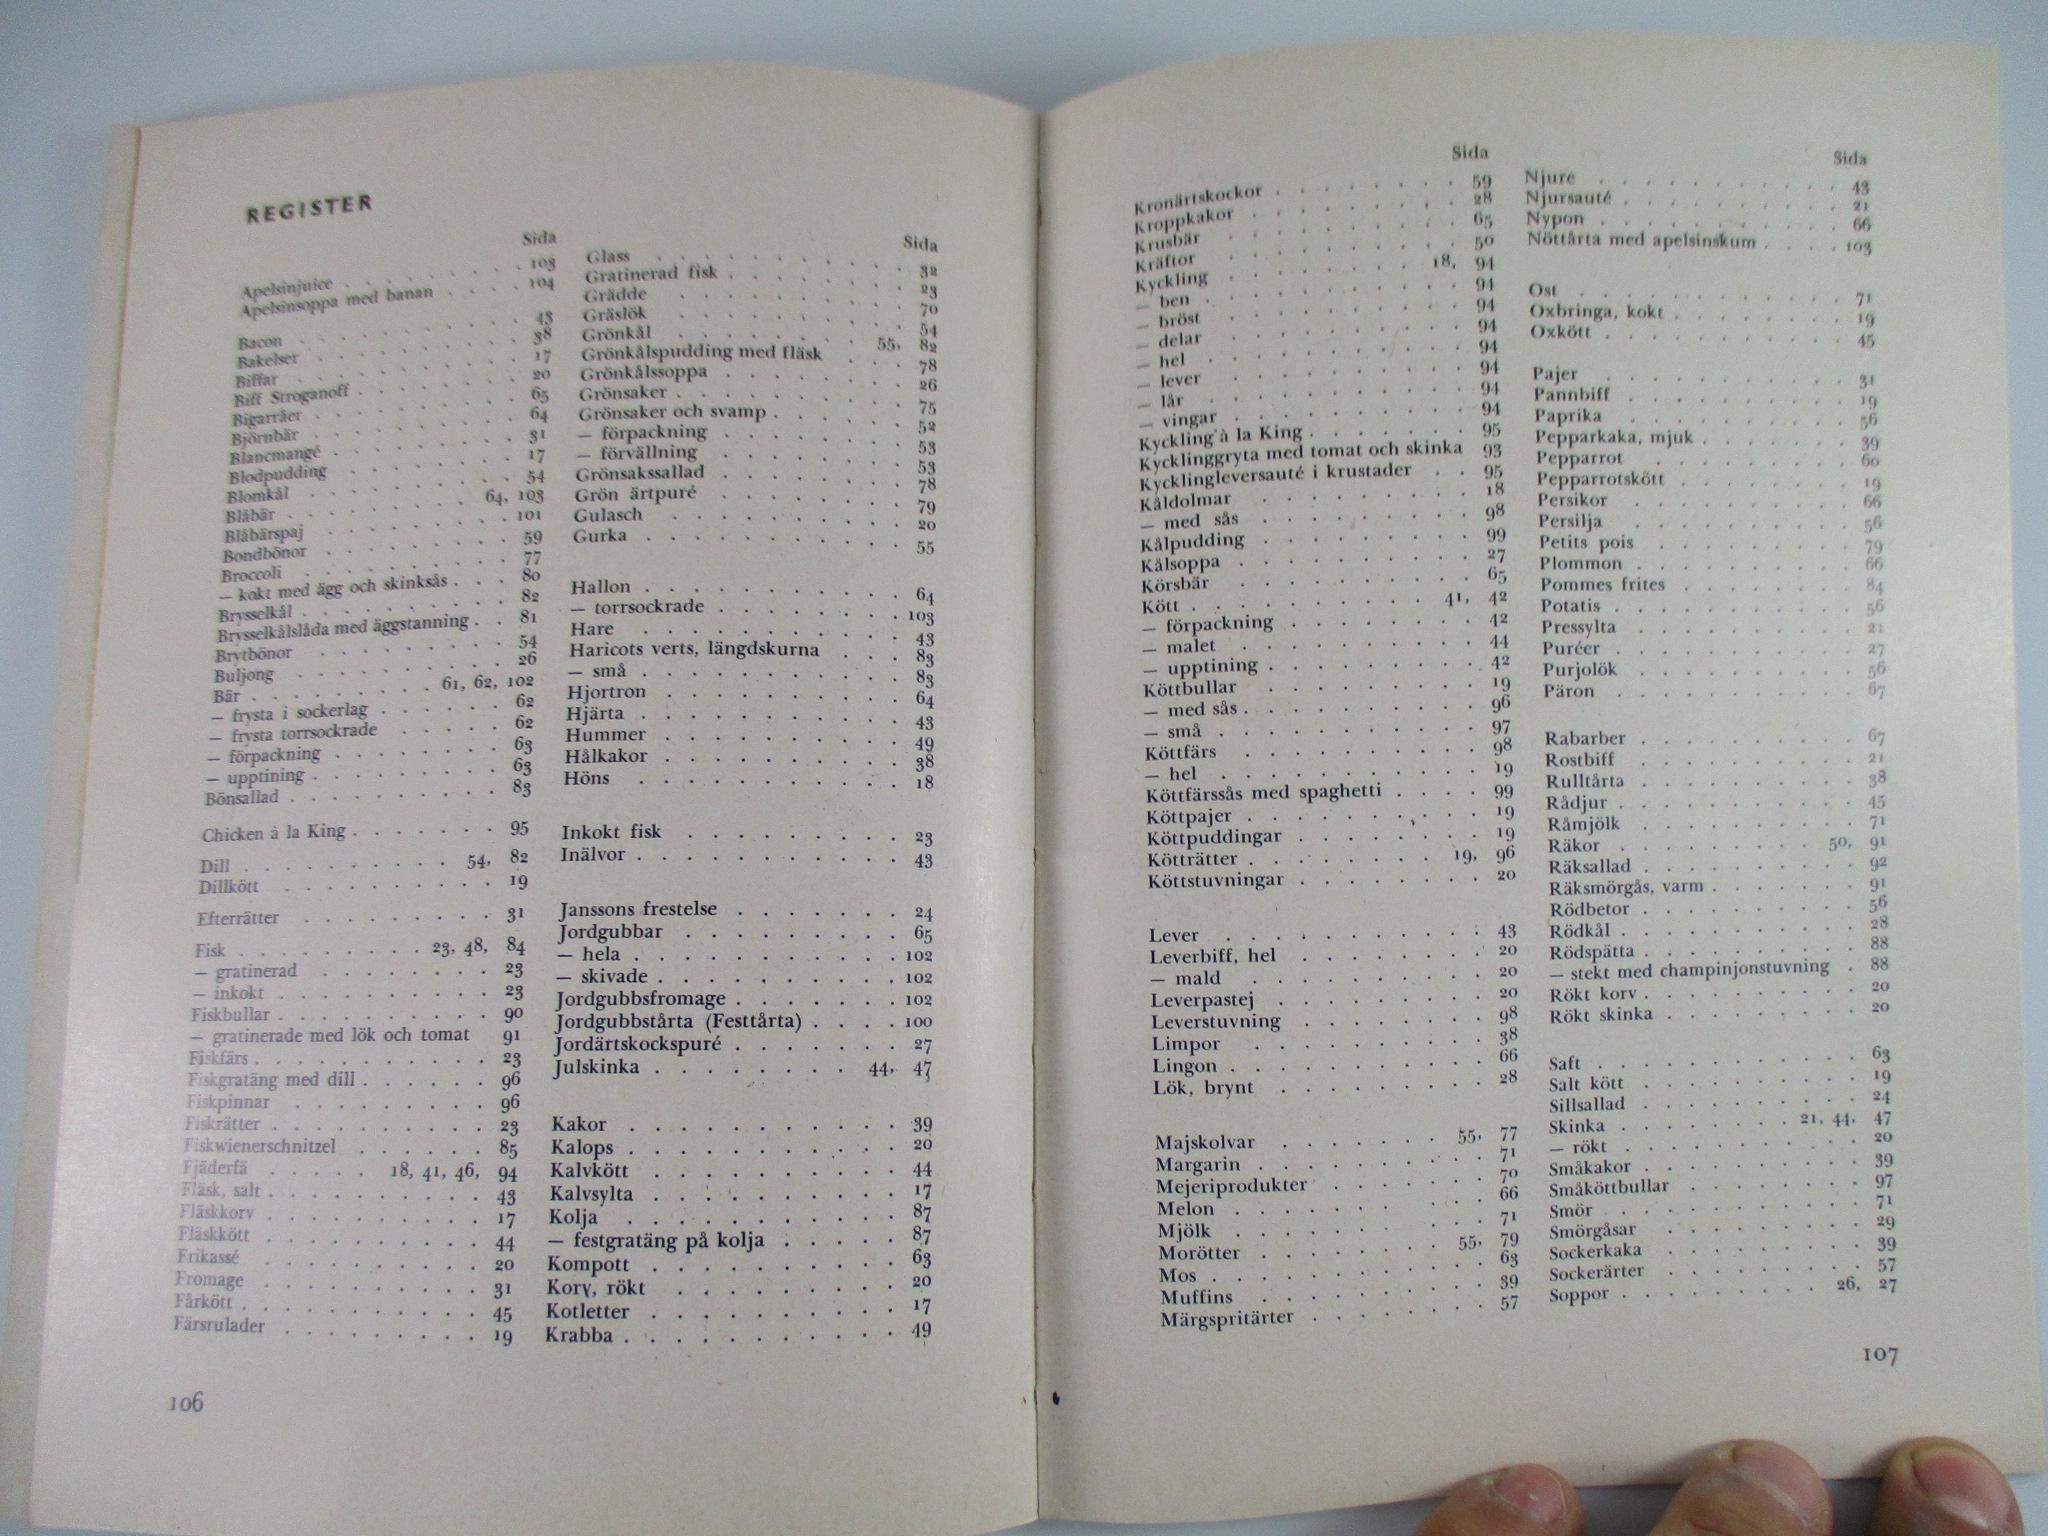 REGISTER
Sida
Apelsinjuice 103
Apelsinsoppa med banan 104
Bacon 43
Bakelser 38
Biffar 17
Biff Stroganoff 20
Bigarråer 65
Björnbär 64
Blancmangé 31
Blodpudding 17
Blomkål 54
Blåbär 64, 103
Blåbärspaj 101
Bondbönor 59
Broccoli 77
— kokt med ägg och skinksås 80
Brysselkål 82
Brysselkålslåda med äggstanning 81
Brytbönor 54
Buljong 26
Bär 61, 62, 102
— frysta i sockerlag 62
— frysta torrsockrade 62
— förpackning 63
— upptining 63
Bönsallad 83
Chicken à la King 95
Dill 54, 82
Dillkött 19
Efterrätter 31
Fisk 23, 48, 84
— gratinerad 23
— inkokt 23
Fiskbullar 90
— gratinerade med lök och tomat 91
Fiskfärs 23
Fiskgratäng med dill 96
Fiskpinnar 96
Fiskrätter 23
Fiskwienerschnitzel 85
Fjäderfä 18, 41, 46, 94
Fläsk, salt 43
Fläskkorv 17
Fläskkött 44
Frikassé 20
Fromage 31
Fårkött 45
Färsrulader 19
Sida
Glass 32
Gratinerad fisk 23
Grädde 70
Gräslök 54
Grönkål 55, 82
Grönkålspudding med fläsk 78
Grönkålssoppa 26
Grönsaker 75
Grönsaker och svamp 52
— förpackning 53
— förvällning 53
Grönsakssallad 78
Grön ärtpuré 79
Gulasch 20
Gurka 55
Hallon 64
— torrsockrade 103
Hare 43
Haricots verts, längdskurna 83
— små 83
Hjortron 64
Hjärta 43
Hummer 49
Hålkakor 38
Höns 18
Inkokt fisk 23
Inälvor 43
Janssons frestelse 24
Jordgubbar 65
— hela 102
— skivade 102
Jordgubbsfromage 102
Jordgubbstårta (Festtårta) 100
Jordärtskockspuré 27
Julskinka 44, 47
Kakor 39
Kalops 20
Kalvkött 44
Kalvsylta 17
Kolja 87
— festgratäng på kolja 87
Kompott 63
Korv, rökt 20
Kotletter 17
Krabba 49
106
Sida
Kronärtskockor 59
Kroppkakor 28
Krusbär 65
Kräftor 50
Kyckling 18, 94
— ben 94
— bröst 94
— delar 94
— hel 94
— lever 94
— lår 94
— vingar 94
Kyckling à la King 95
Kycklinggryta med tomat och skinka 93
Kycklingleversauté i krustader 95
Kåldolmar 18
— med sås 98
Kålpudding 99
Kålsoppa 27
Körsbär 65
Kött 41, 42
— förpackning 42
— malet 44
— upptining 42
Köttbullar 19
— med sås 96
— små 97
Köttfärs 98
— hel 19
Köttfärssås med spaghetti 99
Köttpajer 19
Köttpuddingar 19
Kötträtter 19, 96
Köttstuvningar 20
Lever 43
Leverbiff, hel 20
— mald 20
Leverpastej 20
Leverstuvning 98
Limpor 38
Lingon 66
Lök, brynt 28
Majskolvar 55, 77
Margarin 71
Mejeriprodukter 70
Melon 66
Mjölk 71
Morötter 55, 79
Mos 63
Muffins 39
Märgspritärter 57
Sida
Njure 43
Njursauté 21
Nypon 66
Nöttårta med apelsinskum 103
Ost 71
Oxbringa, kokt 19
Oxkött 45
Pajer 31
Pannbiff 19
Paprika 56
Pepparkaka, mjuk 39
Pepparrot 60
Pepparrotskött 19
Persikor 66
Persilja 56
Petits pois 79
Plommon 66
Pommes frites 84
Potatis 56
Pressylta 21
Puréer 27
Purjolök 56
Päron 67
Rabarber 67
Rostbiff 21
Rulltårta 38
Rådjur 45
Råmjölk 71
Räkor 50, 91
Räksallad 92
Räksmörgås, varm 91
Rödbetor 56
Rödkål 28
Rödspätta 88
— stekt med champinjonstuvning 88
Rökt korv 20
Rökt skinka 20
Saft 63
Salt kött 19
Sillsallad 24
Skinka 21, 44, 47
— rökt 20
Småkakor 39
Småköttbullar 97
Smör 71
Smörgåsar 29
Sockerkaka 39
Sockerärter 57
Soppor 26, 27
107